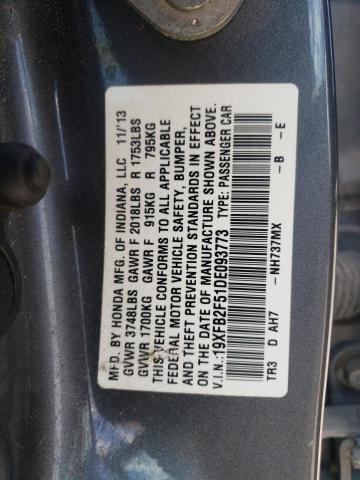 MFD. BY HONDA MFG. OF INDIANA, LLC 11/13
GVWR 3748LBS GAWR F 2018LBS R 1753LBS
GVWR 1700KG GAWR F 915KG R 795KG
THIS VEHICLE CONFORMS TO ALL APPLICABLE
FEDERAL MOTOR VEHICLE SAFETY, BUMPER,
AND THEFT PREVENTION STANDARDS IN EFFECT
ON THE DATE OF MANUFACTURE SHOWN ABOVE.
V.I.N.:19XFB2F51DE093773 TYPE: PASSENGER CAR
TR3 D AH7 -NH737MX -B -E